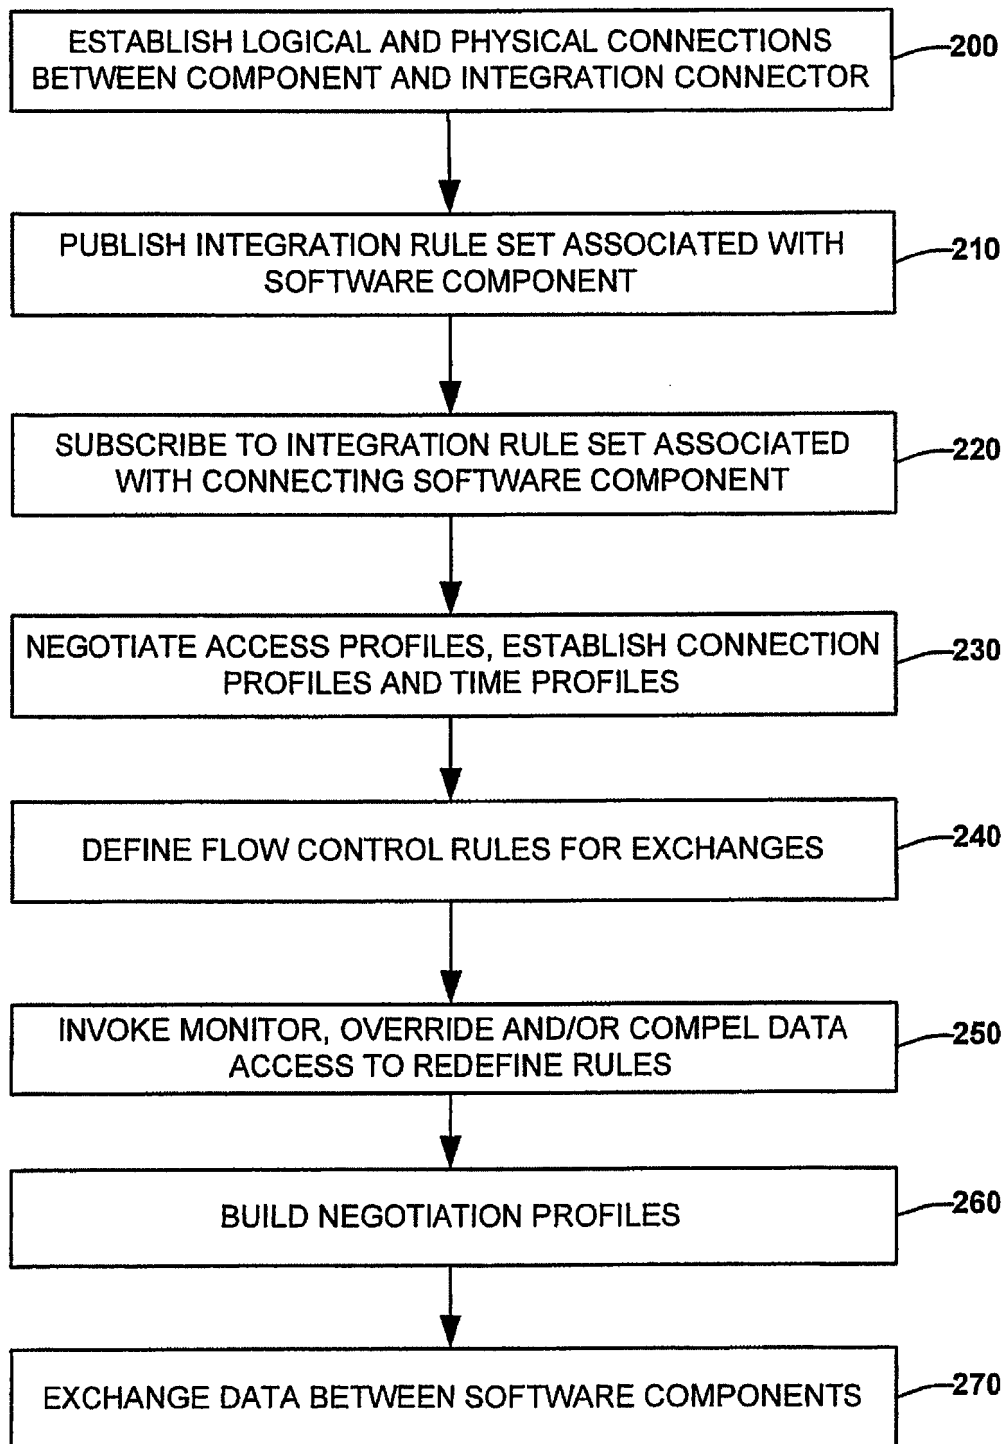 ESTABLISH LOGICAL AND PHYSICAL CONNECTIONS
BETWEEN COMPONENT AND INTEGRATION CONNECTOR
200
PUBLISH INTEGRATION RULE SET ASSOCIATED WITH
SOFTWARE COMPONENT
210
SUBSCRIBE TO INTEGRATION RULE SET ASSOCIATED
WITH CONNECTING SOFTWARE COMPONENT
220
NEGOTIATE ACCESS PROFILES, ESTABLISH CONNECTION
PROFILES AND TIME PROFILES
230
DEFINE FLOW CONTROL RULES FOR EXCHANGES
240
INVOKE MONITOR, OVERRIDE AND/OR COMPEL DATA
ACCESS TO REDEFINE RULES
250
BUILD NEGOTIATION PROFILES
260
EXCHANGE DATA BETWEEN SOFTWARE COMPONENTS
270